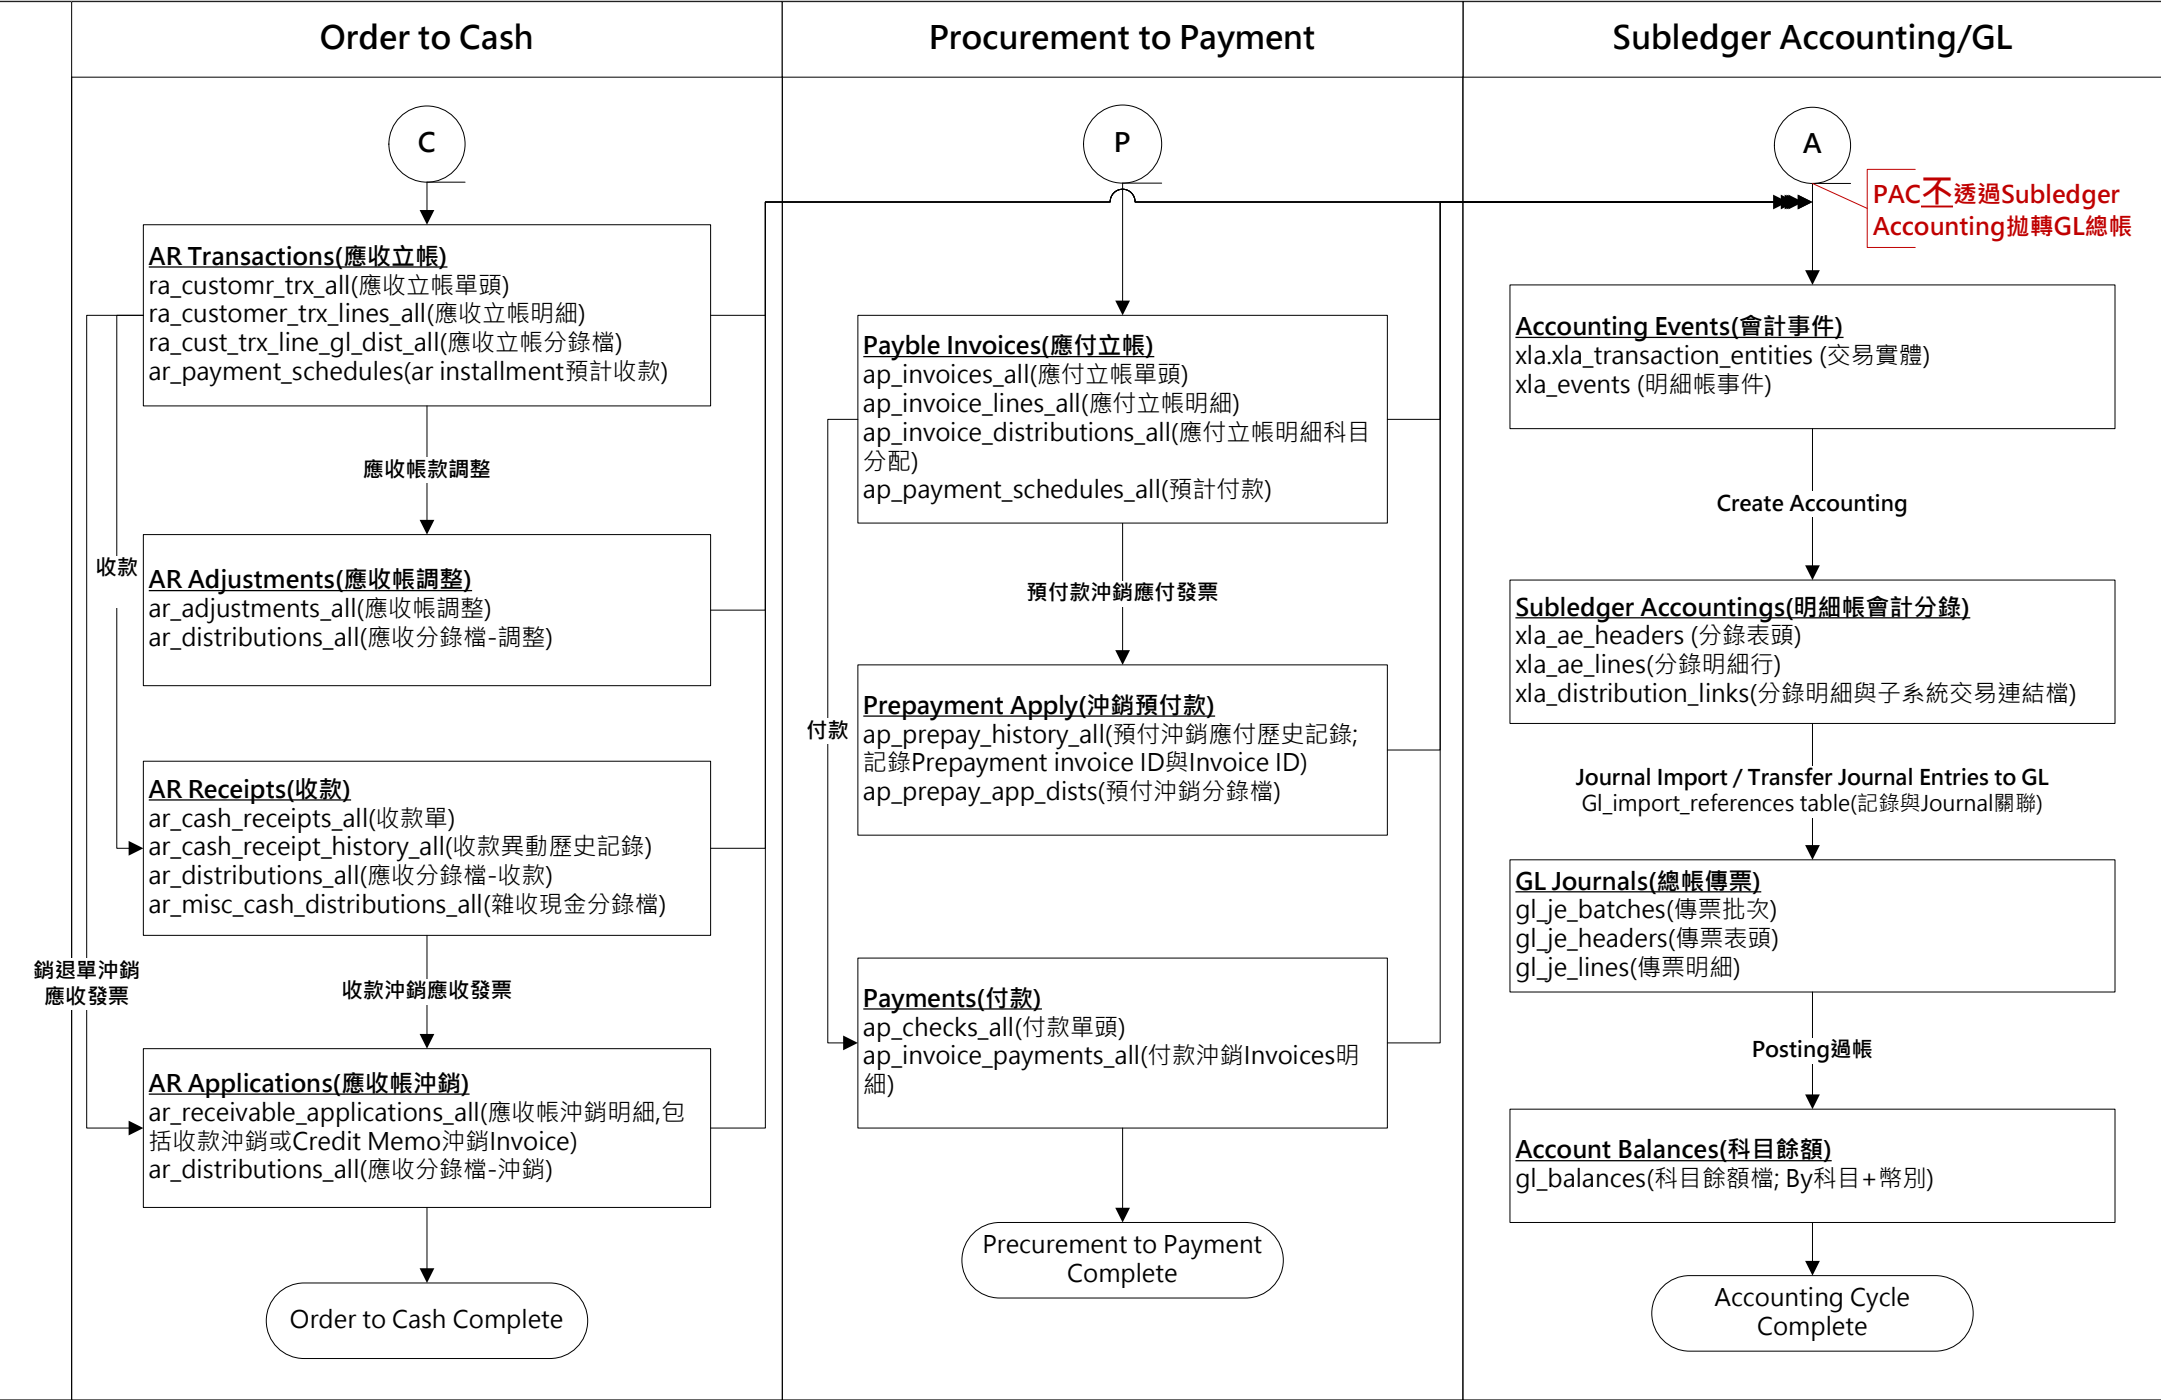 Order to Cash
Procurement to Payment
Subledger Accounting/GL
C
AR Transactions(應收立帳)
ra_customr_trx_all(應收立帳單頭)
ra_customer_trx_lines_all(應收立帳明細)
ra_cust_trx_line_gl_dist_all(應收立帳分錄檔)
ar_payment_schedules(ar installment預計收款)
應收帳款調整
收款
AR Adjustments(應收帳調整)
ar_adjustments_all(應收帳調整)
ar_distributions_all(應收分錄檔-調整)
AR Receipts(收款)
ar_cash_receipts_all(收款單)
ar_cash_receipt_history_all(收款異動歷史記錄)
ar_distributions_all(應收分錄檔-收款)
ar_misc_cash_distributions_all(雜收現金分錄檔)
銷退單沖銷
應收發票
收款沖銷應收發票
AR Applications(應收帳沖銷)
ar_receivable_applications_all(應收帳沖銷明細,包
括收款沖銷或Credit Memo沖銷Invoice)
ar_distributions_all(應收分錄檔-沖銷)
Order to Cash Complete
P
Payble Invoices(應付立帳)
ap_invoices_all(應付立帳單頭)
ap_invoice_lines_all(應付立帳明細)
ap_invoice_distributions_all(應付立帳明細科目
分配)
ap_payment_schedules_all(預計付款)
預付款沖銷應付發票
付款
Prepayment Apply(沖銷預付款)
ap_prepay_history_all(預付沖銷應付歷史記錄;
記錄Prepayment invoice ID與Invoice ID)
ap_prepay_app_dists(預付沖銷分錄檔)
Payments(付款)
ap_checks_all(付款單頭)
ap_invoice_payments_all(付款沖銷Invoices明
細)
Precurement to Payment
Complete
A
PAC不透過Subledger
Accounting拋轉GL總帳
Accounting Events(會計事件)
xla.xla_transaction_entities (交易實體)
xla_events (明細帳事件)
Create Accounting
Subledger Accountings(明細帳會計分錄)
xla_ae_headers (分錄表頭)
xla_ae_lines(分錄明細行)
xla_distribution_links(分錄明細與子系統交易連結檔)
Journal Import / Transfer Journal Entries to GL
Gl_import_references table(記錄與Journal關聯)
GL Journals(總帳傳票)
gl_je_batches(傳票批次)
gl_je_headers(傳票表頭)
gl_je_lines(傳票明細)
Posting過帳
Account Balances(科目餘額)
gl_balances(科目餘額檔; By科目+幣別)
Accounting Cycle
Complete